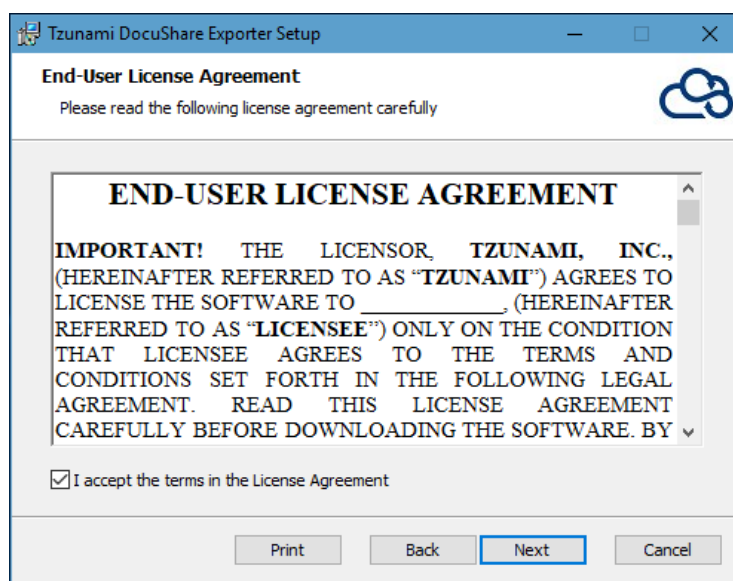 Tzunami DocuShare Exporter Setup
End-User License Agreement
Please read the following license agreement carefully
END-USER LICENSE AGREEMENT
IMPORTANT! THE LICENSOR, TZUNAMI, INC.,
(HEREINAFTER REFERRED TO AS “TZUNAMI”) AGREES TO
LICENSE THE SOFTWARE TO _____________, (HEREINAFTER
REFERRED TO AS “LICENSEE”) ONLY ON THE CONDITION
THAT LICENSEE AGREES TO THE TERMS AND
CONDITIONS SET FORTH IN THE FOLLOWING LEGAL
AGREEMENT. READ THIS LICENSE AGREEMENT
CAREFULLY BEFORE DOWNLOADING THE SOFTWARE. BY
I accept the terms in the License Agreement
Print Back Next Cancel